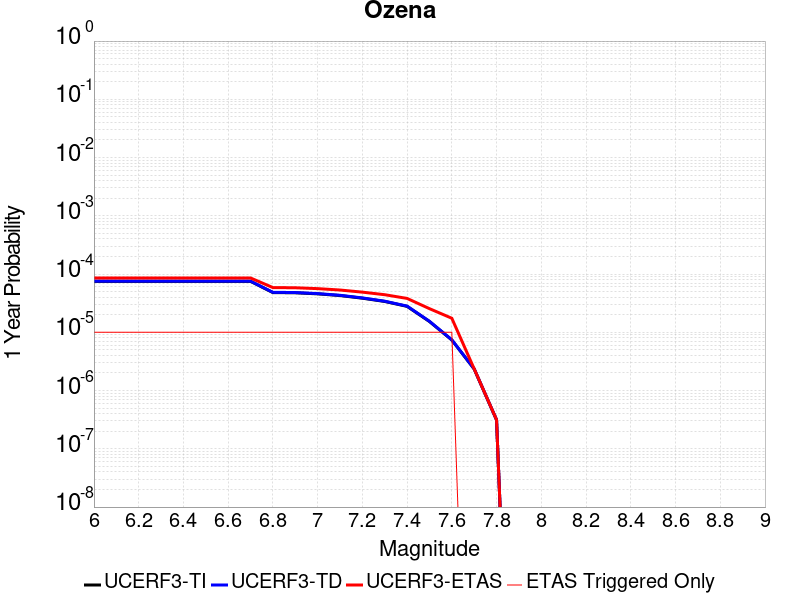 Ozena
10^0
10^-1
10^-2
10^-3
10^-4
10^-5
10^-6
10^-7
10^-8
1 Year Probability
6 6.2 6.4 6.6 6.8 7 7.2 7.4 7.6 7.8 8 8.2 8.4 8.6 8.8 9
Magnitude
UCERF3-TI UCERF3-TD UCERF3-ETAS ETAS Triggered Only